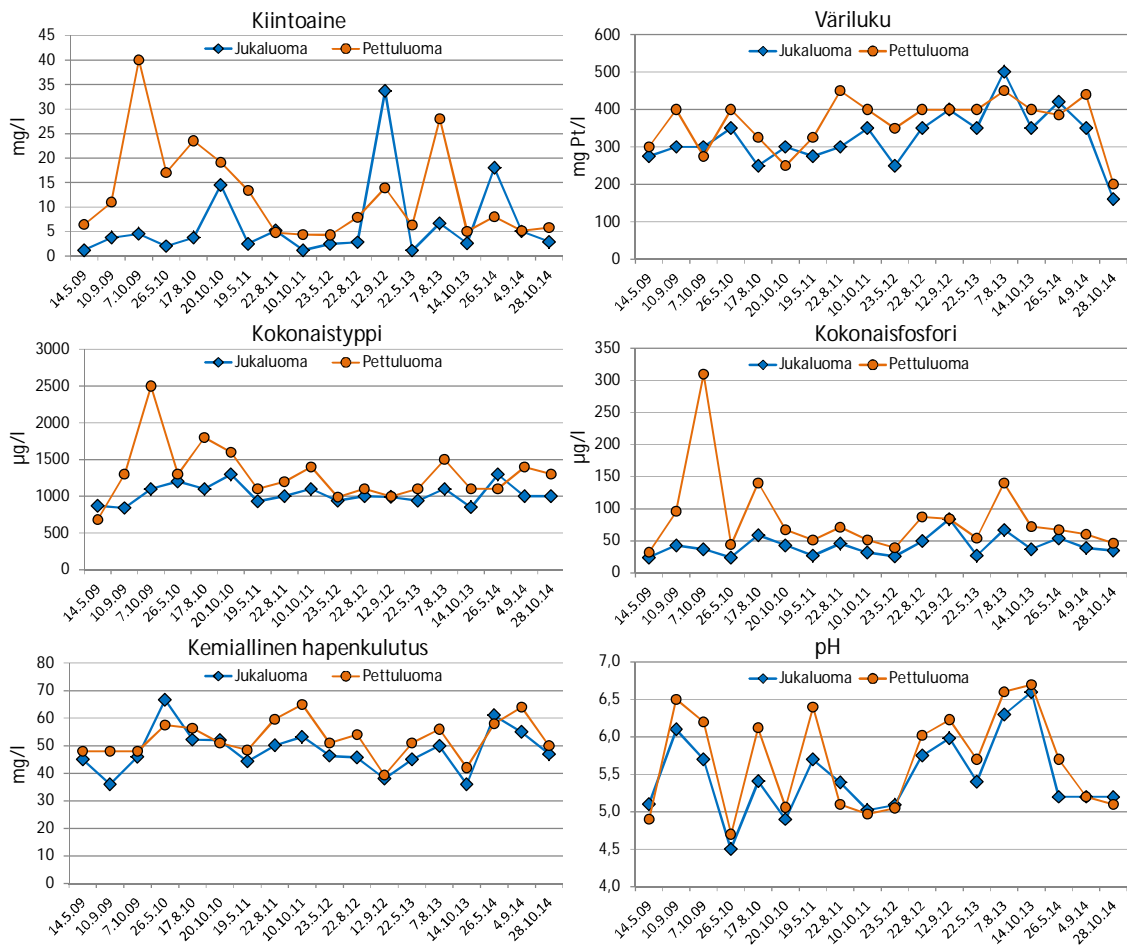 Kiintoaine
Jukaluoma Pettuluoma
mg/l
45
40
35
30
25
20
15
10
5
0
14.5.09 10.9.09 7.10.09 26.5.10 17.8.10 20.10.10 19.5.11 22.8.11 10.10.11 23.5.12 22.8.12 12.9.12 22.5.13 7.8.13 14.10.13 26.5.14 4.9.14 28.10.14
Väriluku
Jukaluoma Pettuluoma
mg Pt/l
600
500
400
300
200
100
0
14.5.09 10.9.09 7.10.09 26.5.10 17.8.10 20.10.10 19.5.11 22.8.11 10.10.11 23.5.12 22.8.12 12.9.12 22.5.13 7.8.13 14.10.13 26.5.14 4.9.14 28.10.14
Kokonaistyppi
Jukaluoma Pettuluoma
µg/l
3000
2500
2000
1500
1000
500
0
14.5.09 10.9.09 7.10.09 26.5.10 17.8.10 20.10.10 19.5.11 22.8.11 10.10.11 23.5.12 22.8.12 12.9.12 22.5.13 7.8.13 14.10.13 26.5.14 4.9.14 28.10.14
Kokonaisfosfori
Jukaluoma Pettuluoma
µg/l
350
300
250
200
150
100
50
0
14.5.09 10.9.09 7.10.09 26.5.10 17.8.10 20.10.10 19.5.11 22.8.11 10.10.11 23.5.12 22.8.12 12.9.12 22.5.13 7.8.13 14.10.13 26.5.14 4.9.14 28.10.14
Kemiallinen hapenkulutus
Jukaluoma Pettuluoma
mg/l
80
70
60
50
40
30
20
10
0
14.5.09 10.9.09 7.10.09 26.5.10 17.8.10 20.10.10 19.5.11 22.8.11 10.10.11 23.5.12 22.8.12 12.9.12 22.5.13 7.8.13 14.10.13 26.5.14 4.9.14 28.10.14
pH
Jukaluoma Pettuluoma
7,0
6,5
6,0
5,5
5,0
4,5
4,0
14.5.09 10.9.09 7.10.09 26.5.10 17.8.10 20.10.10 19.5.11 22.8.11 10.10.11 23.5.12 22.8.12 12.9.12 22.5.13 7.8.13 14.10.13 26.5.14 4.9.14 28.10.14